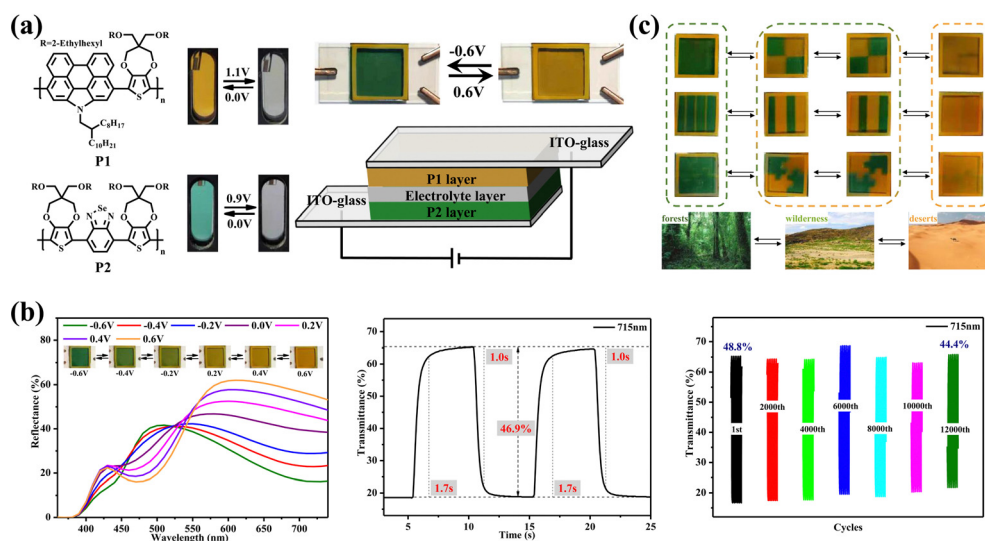 (a)
R=2-Ethylhexyl
RO
OR
O
O
S
n
N
C8H17
C10H21
P1
1.1V
0.0V
-0.6V
0.6V
ITO-glass
P1 layer
Electrolyte layer
P2 layer
ITO-glass
RO
OR
RO
OR
O
O
Se
O
O
N
N
S
S
n
P2
0.9V
0.0V
(c)
forests
wilderness
deserts
(b)
-0.6V -0.4V -0.2V 0.0V 0.2V
0.4V 0.6V
-0.6V -0.4V -0.2V 0.2V 0.4V 0.6V
Reflectance (%)
80
60
40
20
0
400 450 500 550 600 650 700
Wavelength (nm)
715nm
Transmittance (%)
70
60
50
40
30
20
1.0s
1.0s
46.9%
1.7s
1.7s
5 10 15 20 25
Time (s)
715nm
Transmittance (%)
70
60
50
40
30
20
48.8%
44.4%
1st
2000th
4000th
6000th
8000th
10000th
12000th
Cycles